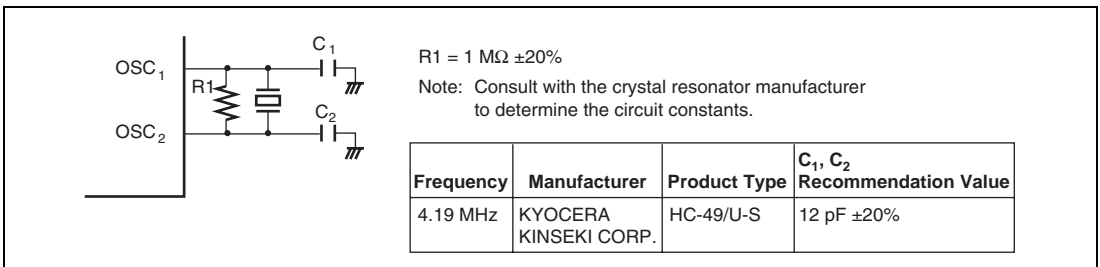 OSC1
OSC2
R1
C1
C2
R1 = 1 MΩ ±20%
Note: Consult with the crystal resonator manufacturer
to determine the circuit constants.
Frequency Manufacturer Product Type C1, C2 Recommendation Value
4.19 MHz KYOCERA KINSEKI CORP. HC-49/U-S 12 pF ±20%